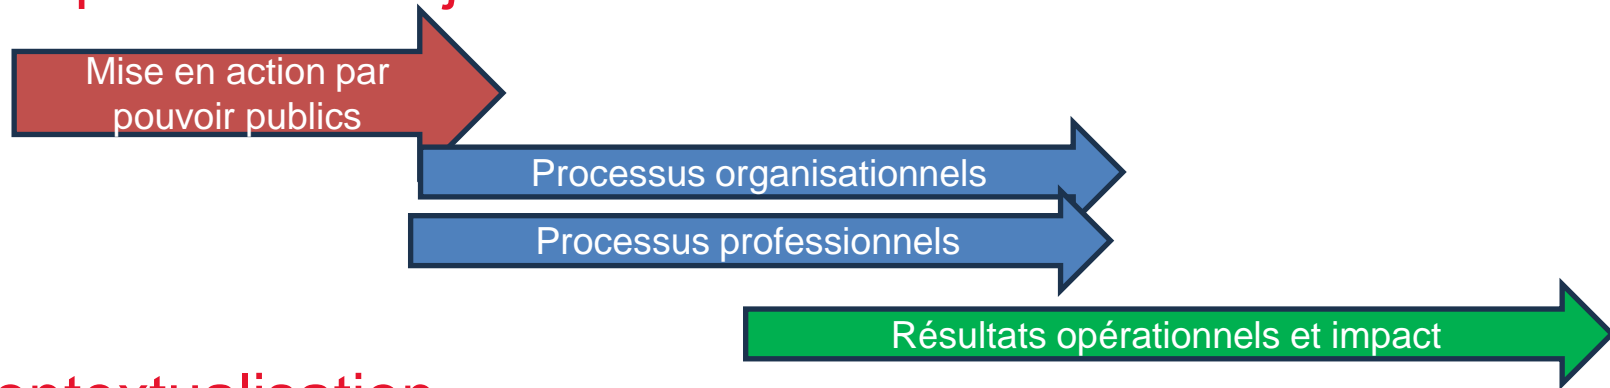 Mise en action par
pouvoir publics
Processus organisationnels
Processus professionnels
Résultats opérationnels et impact